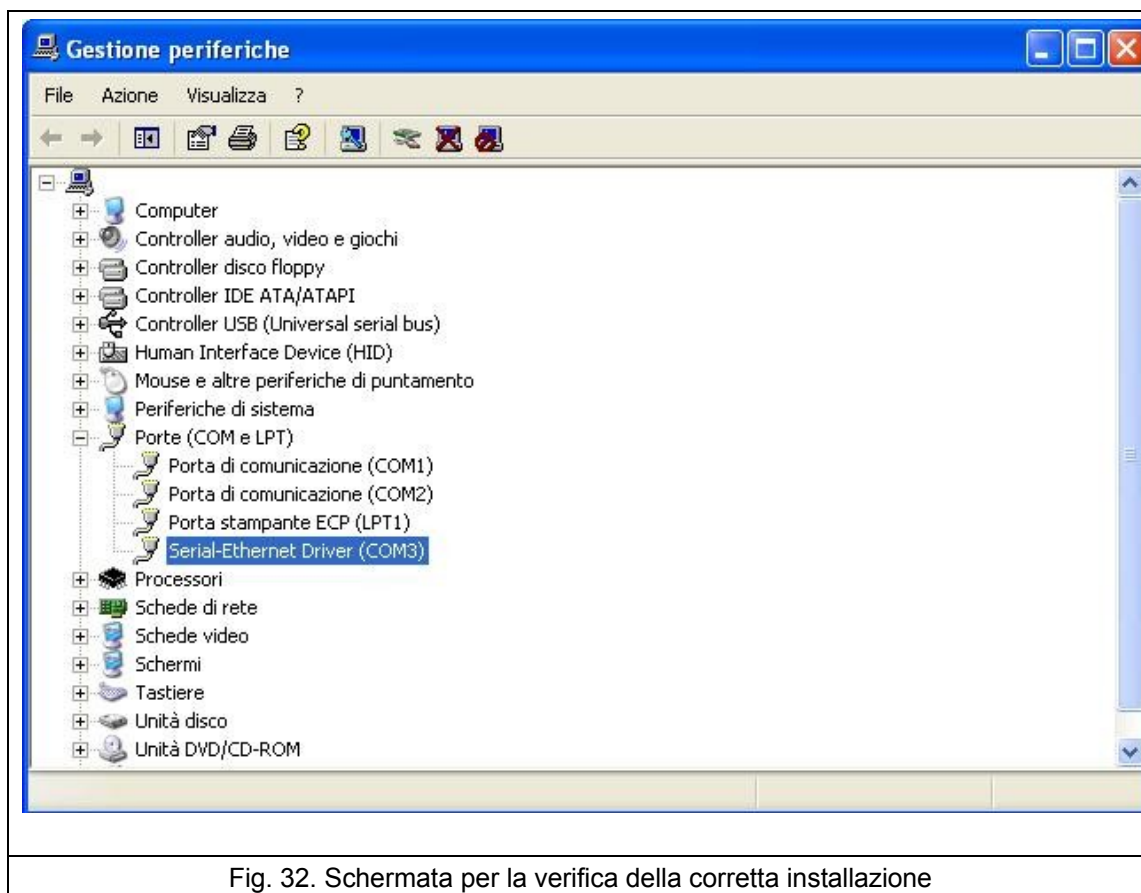 Gestione periferiche
File Azione Visualizza ?
Computer
Controller audio, video e giochi
Controller disco floppy
Controller IDE ATA/ATAPI
Controller USB (Universal serial bus)
Human Interface Device (HID)
Mouse e altre periferiche di puntamento
Periferiche di sistema
Porte (COM e LPT)
Porta di comunicazione (COM1)
Porta di comunicazione (COM2)
Porta stampante ECP (LPT1)
Serial-Ethernet Driver (COM3)
Processori
Schede di rete
Schede video
Schermi
Tastiere
Unità disco
Unità DVD/CD-ROM
Fig. 32. Schermata per la verifica della corretta installazione